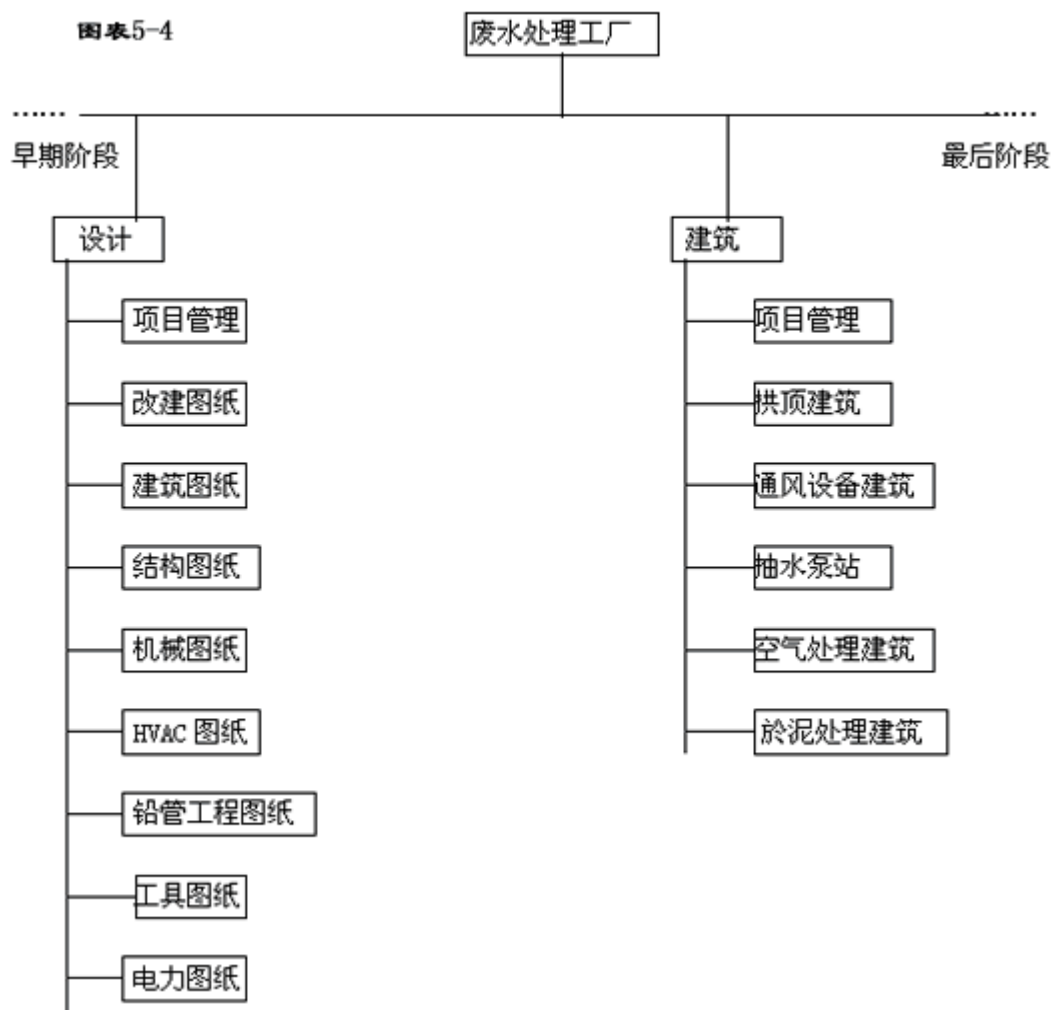 图表5-4
废水处理工厂
…… ……
早期阶段 最后阶段
设计
项目管理
改建图纸
建筑图纸
结构图纸
机械图纸
HVAC 图纸
铅管工程图纸
工具图纸
电力图纸
建筑
项目管理
拱顶建筑
通风设备建筑
抽水泵站
空气处理建筑
於泥处理建筑